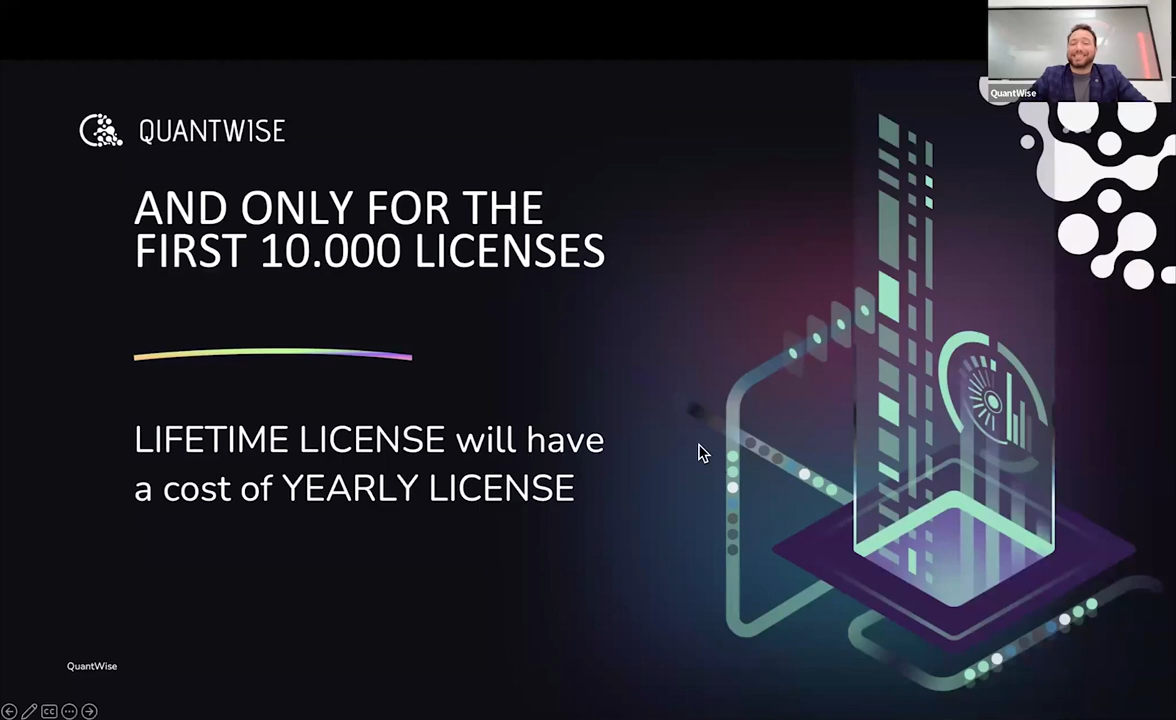 QuantWise
QUANTWISE
AND ONLY FOR THE
FIRST 10.000 LICENSES
LIFETIME LICENSE will have
a cost of YEARLY LICENSE
QuantWise
CC